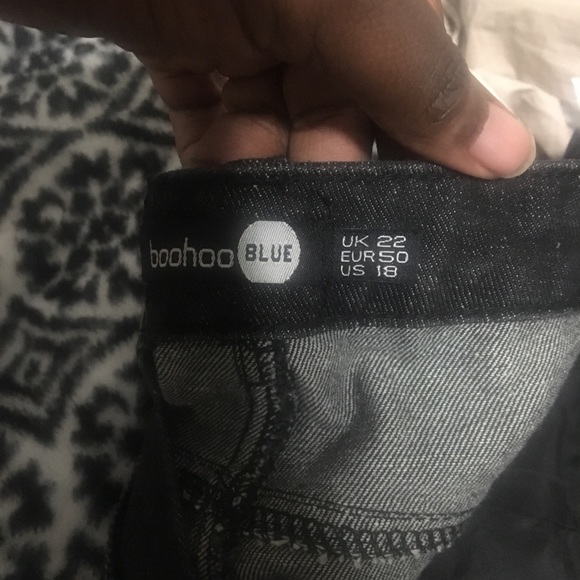 boohoo BLUE
UK 22
EUR 50
US 18